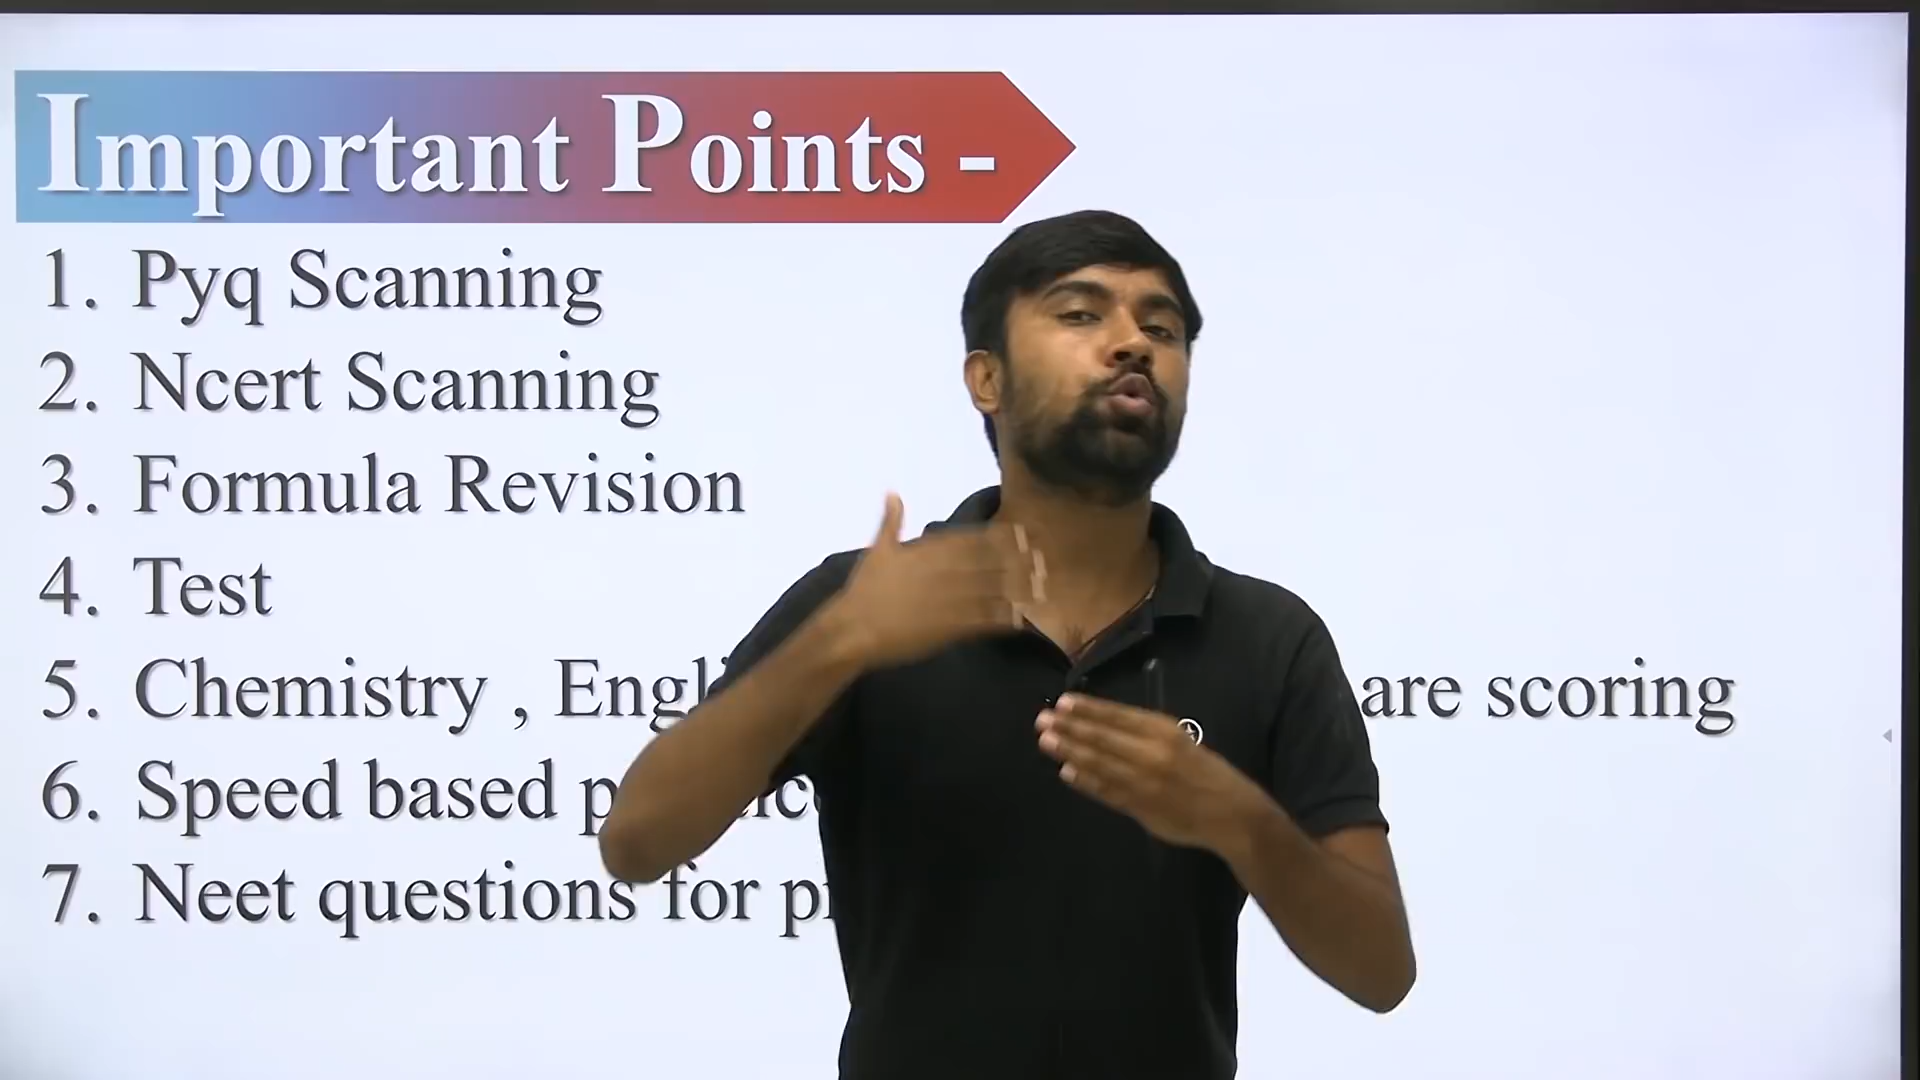 Important Points -
1. Pyq Scanning
2. Ncert Scanning
3. Formula Revision
4. Test
5. Chemistry , are scoring
6. Speed based
7. Neet questions for